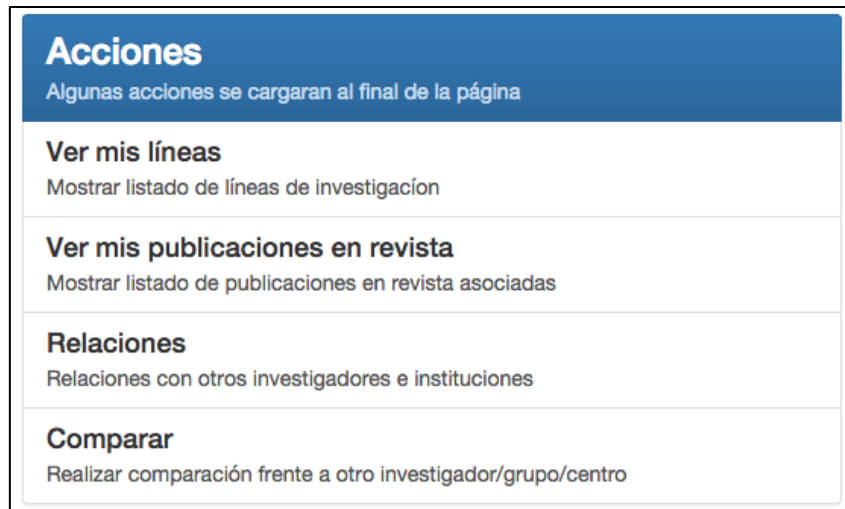 Acciones
Algunas acciones se cargaran al final de la página
Ver mis líneas
Mostrar listado de líneas de investigacíon
Ver mis publicaciones en revista
Mostrar listado de publicaciones en revista asociadas
Relaciones
Relaciones con otros investigadores e instituciones
Comparar
Realizar comparación frente a otro investigador/grupo/centro